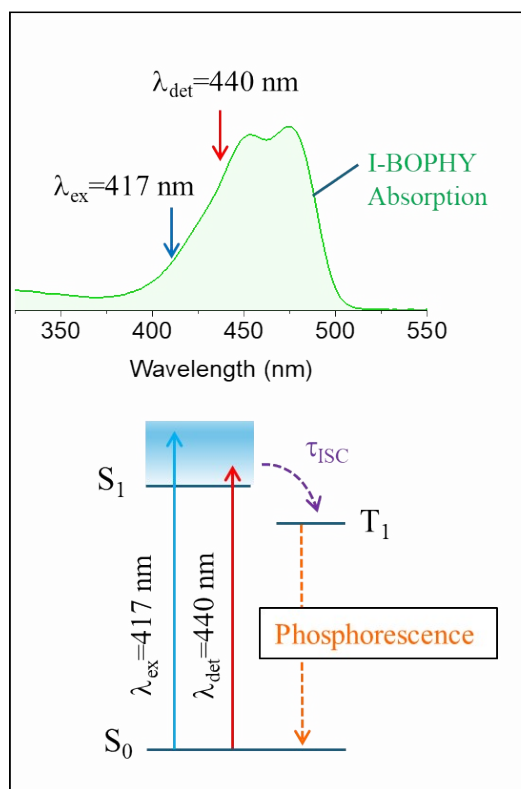 λdet=440 nm
λex=417 nm
I-BOPHY
Absorption
350 400 450 500 550
Wavelength (nm)
S1
τISC
T1
λex=417 nm
λdet=440 nm
Phosphorescence
S0